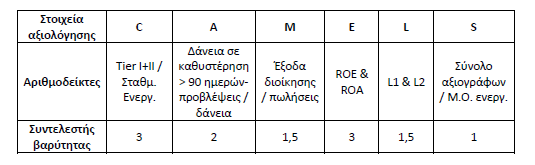 Στοιχεία αξιολόγησης C A M E L S
Αριθμοδείκτες
Tier I+II / Σταθμ. Ενεργ.
Δάνεια σε καθυστέρηση > 90 ημερών- προβλέψεις / δάνεια
Έξοδα διοίκησης / πωλήσεις
ROE & ROA
L1 & L2
Σύνολο αξιογράφων / Μ.Ο. ενεργ.
Συντελεστής βαρύτητας 3 2 1,5 3 1,5 1